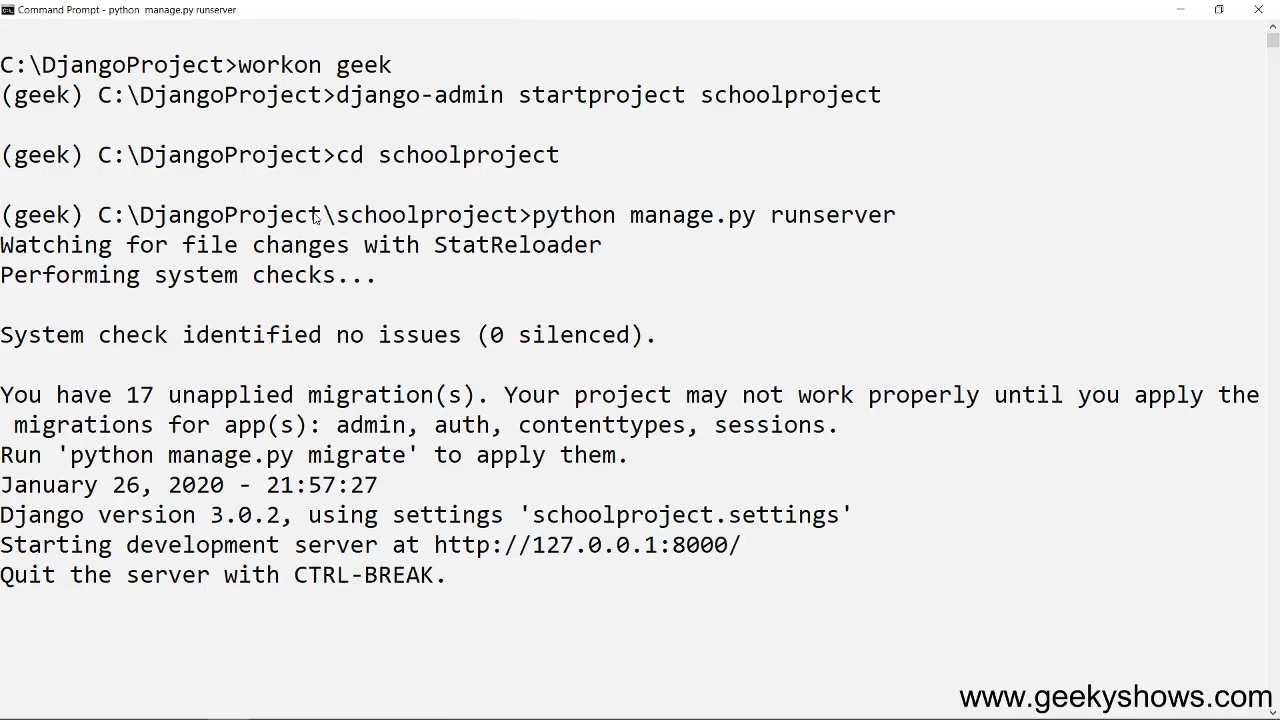 Command Prompt - python  manage.py runserver
C:\DjangoProject>workon geek
(geek) C:\DjangoProject>django-admin startproject schoolproject
(geek) C:\DjangoProject>cd schoolproject
(geek) C:\DjangoProject\schoolproject>python manage.py runserver
Watching for file changes with StatReloader
Performing system checks...
System check identified no issues (0 silenced).
You have 17 unapplied migration(s). Your project may not work properly until you apply the
 migrations for app(s): admin, auth, contenttypes, sessions.
Run 'python manage.py migrate' to apply them.
January 26, 2020 - 21:57:27
Django version 3.0.2, using settings 'schoolproject.settings'
Starting development server at http://127.0.0.1:8000/
Quit the server with CTRL-BREAK.
www.geekyshows.com